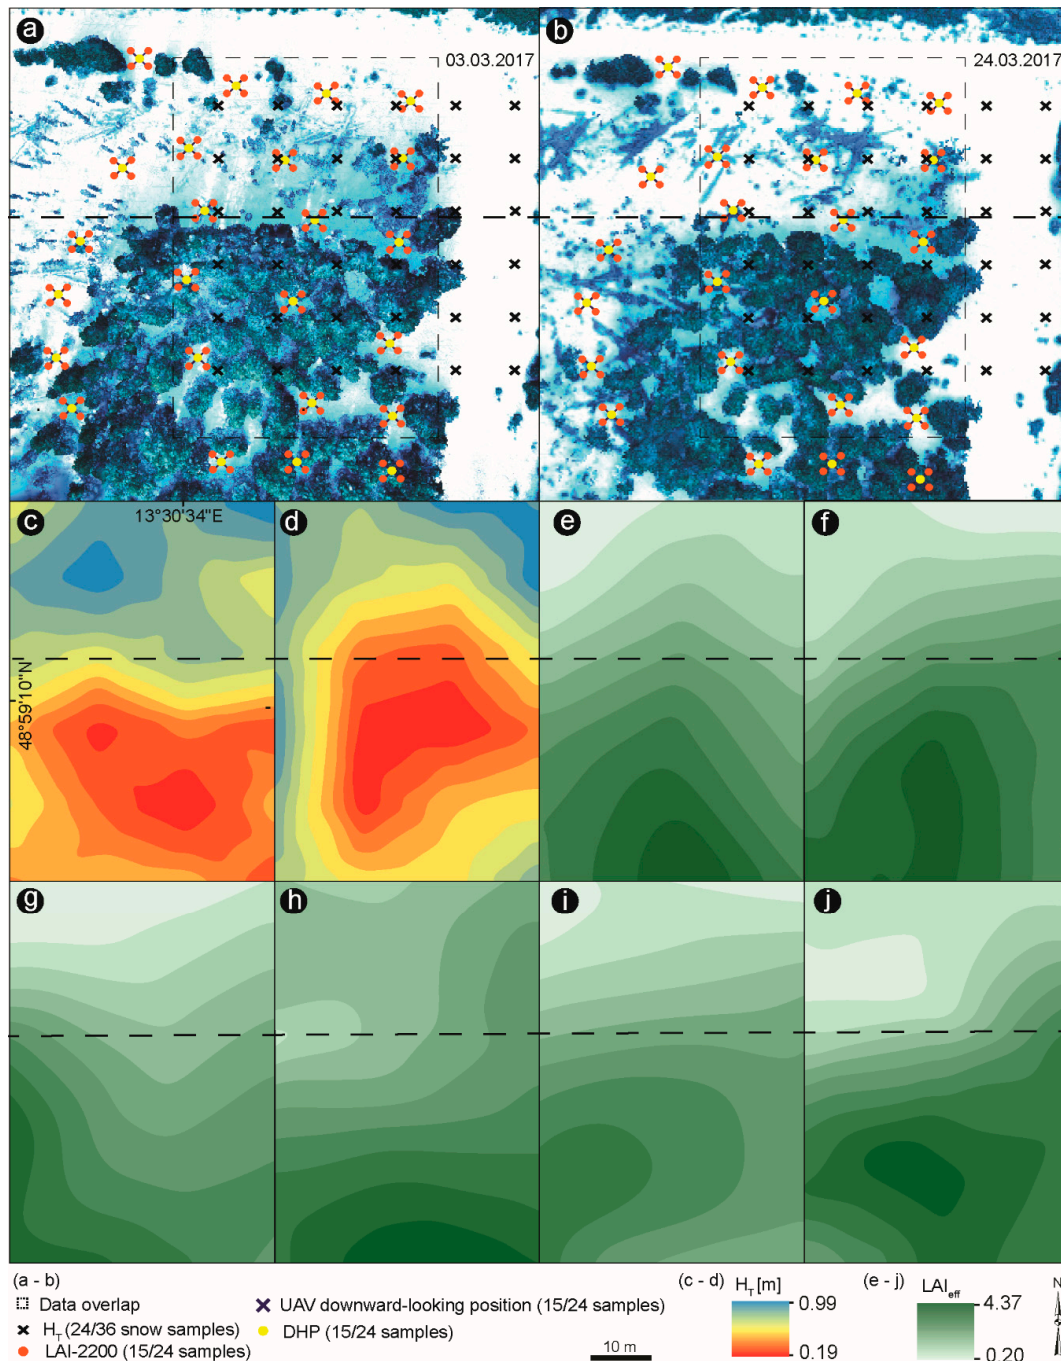 a
03.03.2017
b
24.03.2017
c
13°30'34"E
48°59'10"N
d
e
f
g
h
i
j
(a - b)
Data overlap
H_T (24/36 snow samples)
LAI-2200 (15/24 samples)
UAV downward-looking position (15/24 samples)
DHP (15/24 samples)
10 m
(c - d) H_T [m]
0.99
0.19
(e - j) LAI_eff
4.37
0.20
N